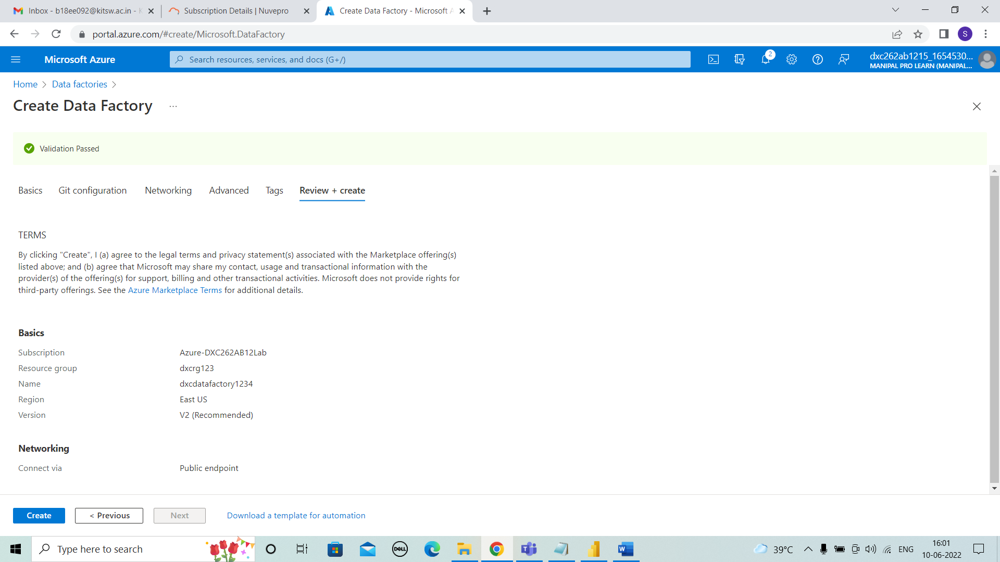 Inbox - b18ee092@kitsw.ac.in - K
Subscription Details | Nuvepro
Create Data Factory - Microsoft A
portal.azure.com/#create/Microsoft.DataFactory
S
Microsoft Azure
Search resources, services, and docs (G+/)
2
dxc262ab1215_1654530...
MANIPAL PRO LEARN (MANIPAL...
Home > Data factories >
Create Data Factory ...
Validation Passed
Basics Git configuration Networking Advanced Tags Review + create
TERMS
By clicking "Create", I (a) agree to the legal terms and privacy statement(s) associated with the Marketplace offering(s)
listed above; and (b) agree that Microsoft may share my contact, usage and transactional information with the
provider(s) of the offering(s) for support, billing and other transactional activities. Microsoft does not provide rights for
third-party offerings. See the Azure Marketplace Terms for additional details.
Basics
Subscription Azure-DXC262AB12Lab
Resource group dxcrg123
Name dxcdatafactory1234
Region East US
Version V2 (Recommended)
Networking
Connect via Public endpoint
Create < Previous Next Download a template for automation
Type here to search
DELL
T
W
39°C
ENG
16:01
10-06-2022